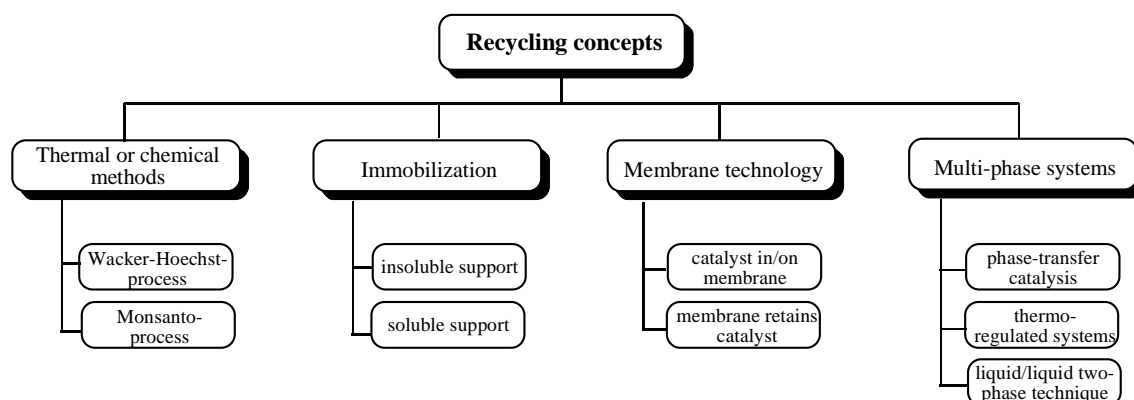 Recycling concepts
Thermal or chemical
methods
Wacker-Hoechst-
process
Monsanto-
process
Immobilization
insoluble support
soluble support
Membrane technology
catalyst in/on
membrane
membrane retains
catalyst
Multi-phase systems
phase-transfer
catalysis
thermo-
regulated systems
liquid/liquid two-
phase technique